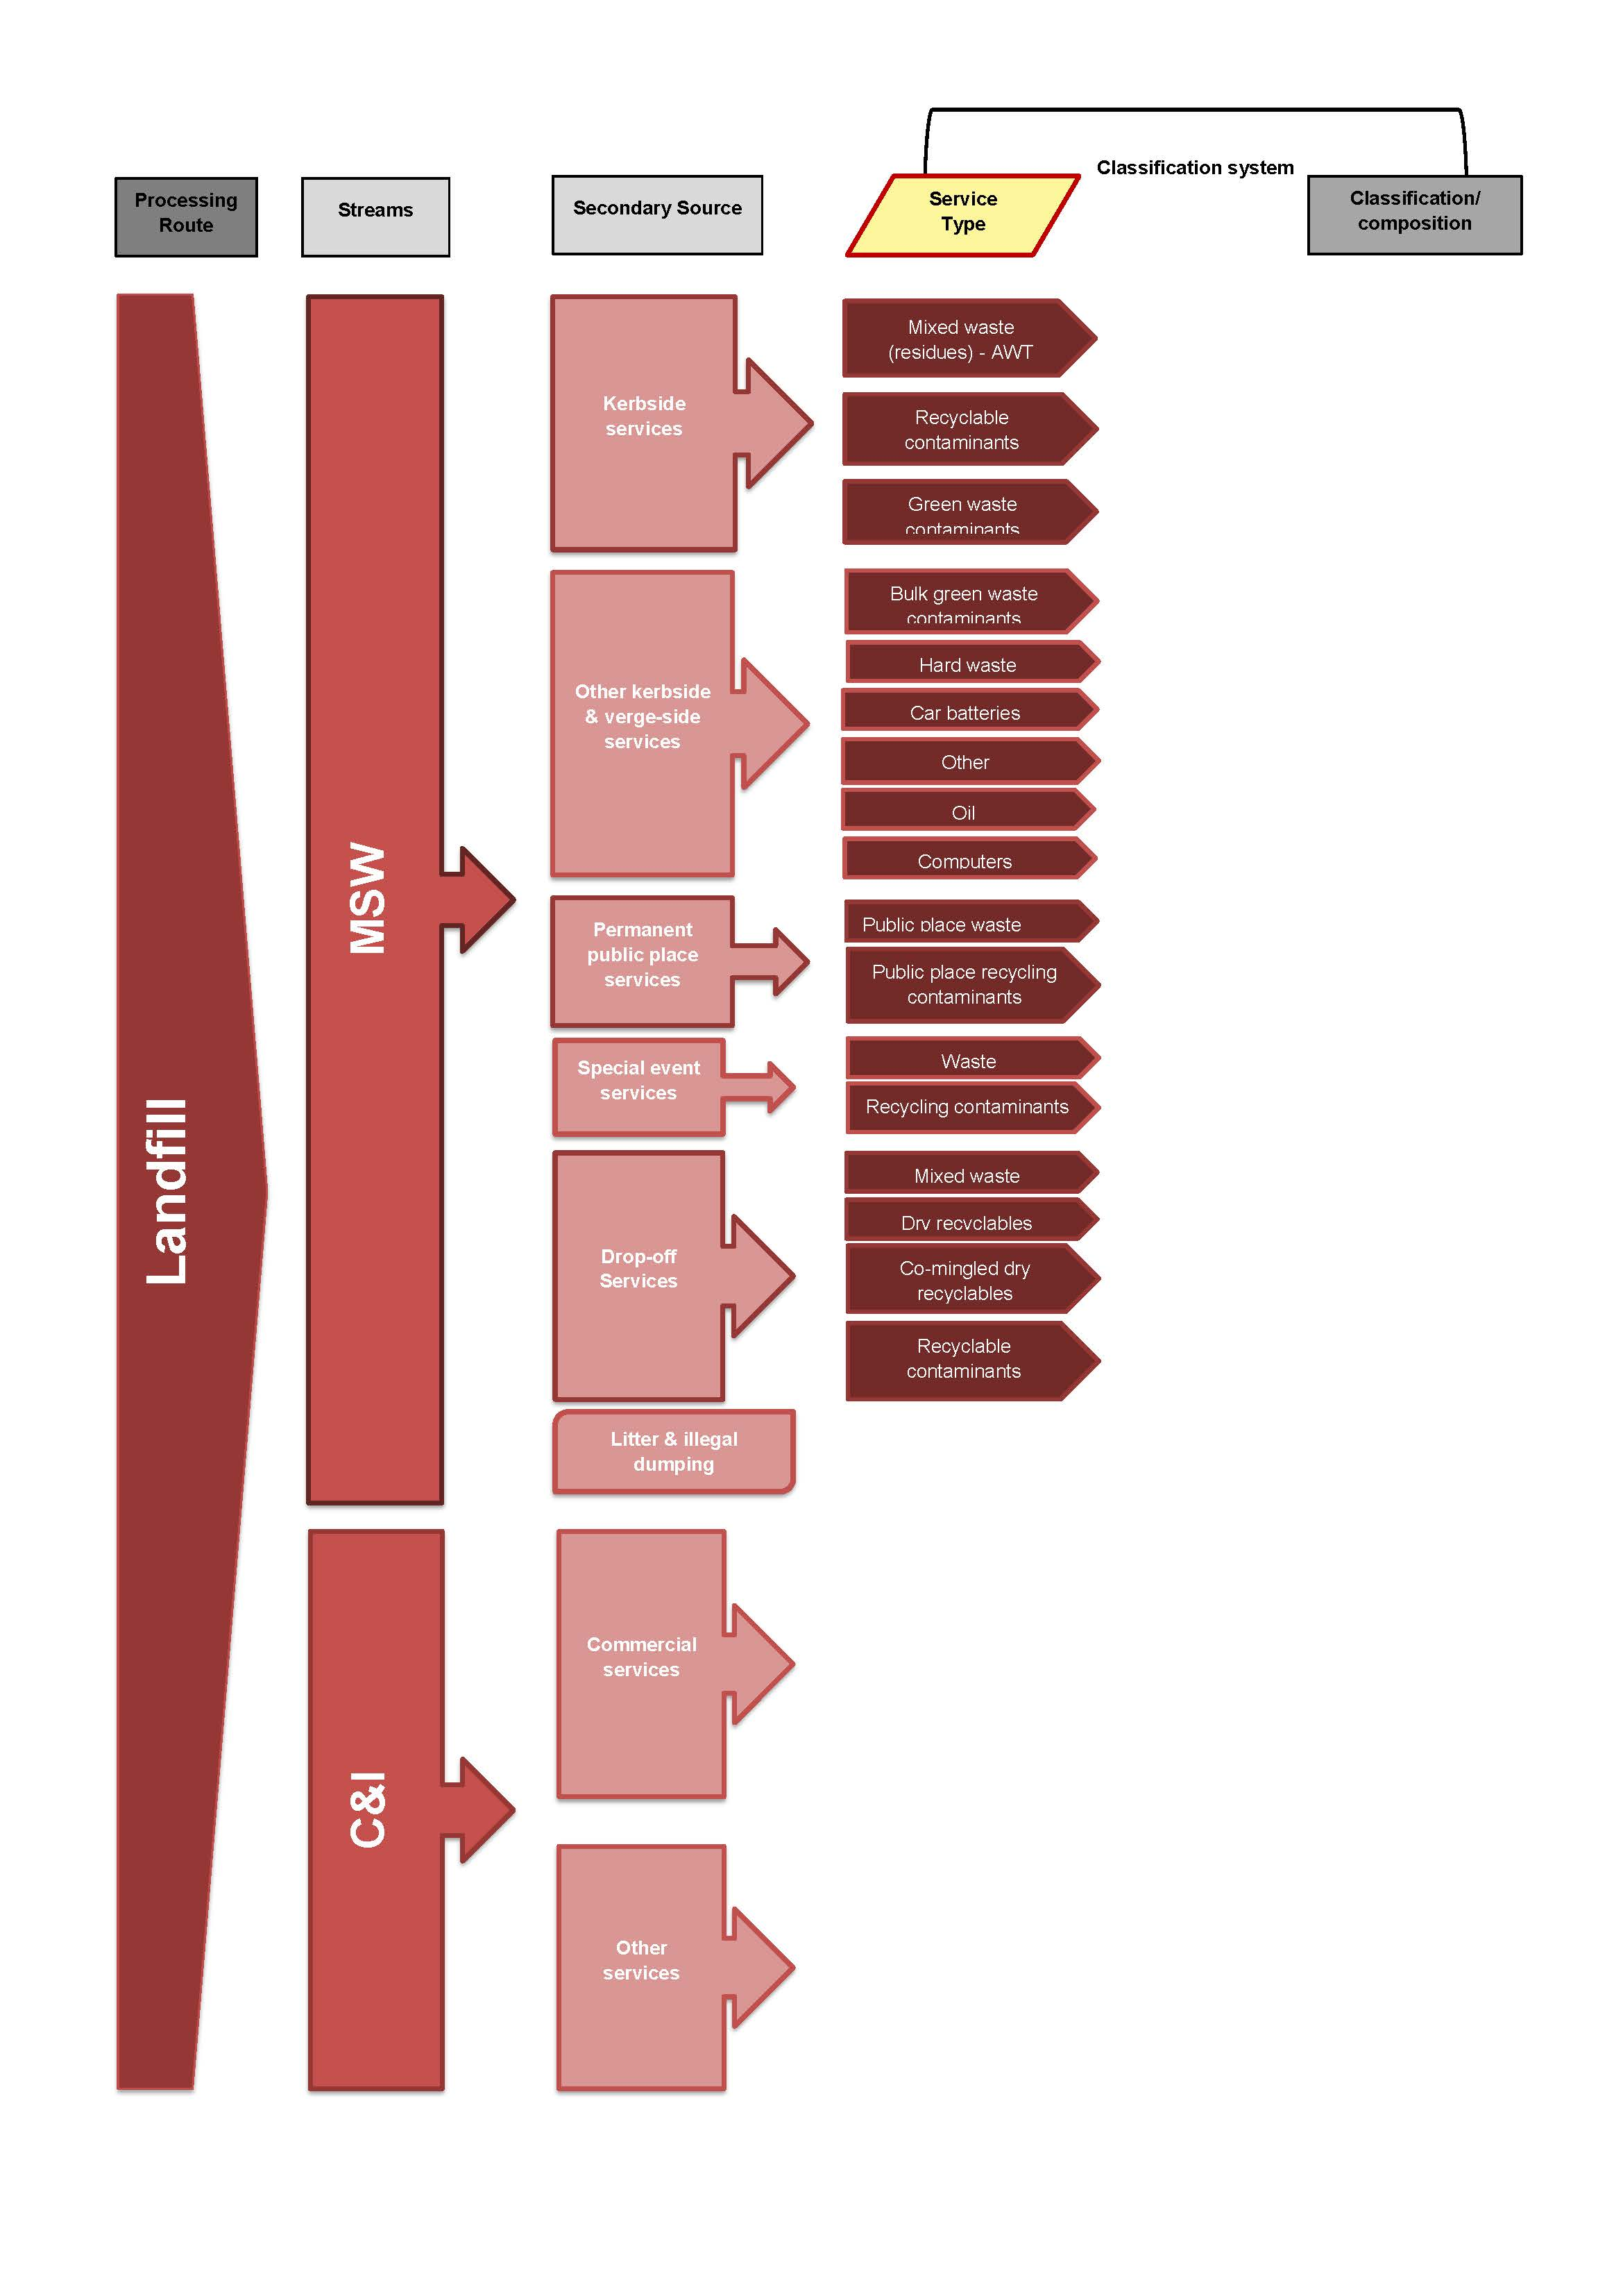 Classification system
Processing
Route
Streams
Secondary Source
Service
Type
Classification/
composition
Landfill
MSW
Kerbside
services
Mixed waste
(residues) - AWT
Recyclable
contaminants
Green waste
contaminants
Other kerbside
& verge-side
services
Bulk green waste
contaminants
Hard waste
Car batteries
Other
Oil
Computers
Permanent
public place
services
Public place waste
Public place recycling
contaminants
Special event
services
Waste
Recycling contaminants
Drop-off
Services
Mixed waste
Dry recyclables
Co-mingled dry
recyclables
Recyclable
contaminants
Litter & illegal
dumping
C&I
Commercial
services
Other
services